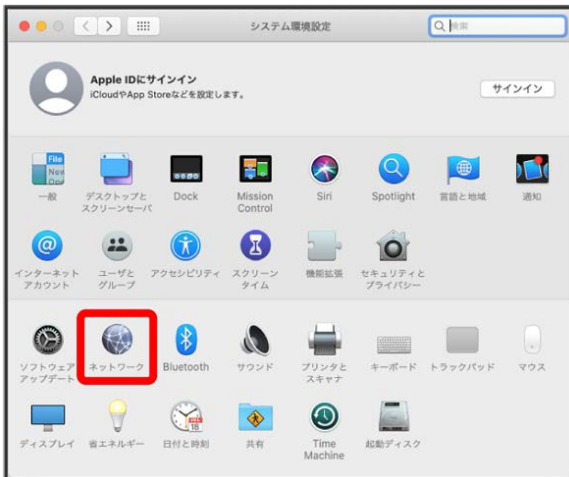 システム環境設定
検索
Apple IDにサインイン
iCloudやApp Storeなどを設定します。
サインイン
File
New
Ope
一般
デスクトップと
スクリーンセーバ
Dock
Mission
Control
Siri
Spotlight
言語と地域
通知
インターネット
アカウント
ユーザと
グループ
アクセシビリティ
スクリーン
タイム
機能拡張
セキュリティと
プライバシー
ソフトウェア
アップデート
ネットワーク
Bluetooth
サウンド
プリンタと
スキャナ
キーボード
トラックパッド
マウス
ディスプレイ
省エネルギー
18
日付と時刻
共有
Time
Machine
起動ディスク